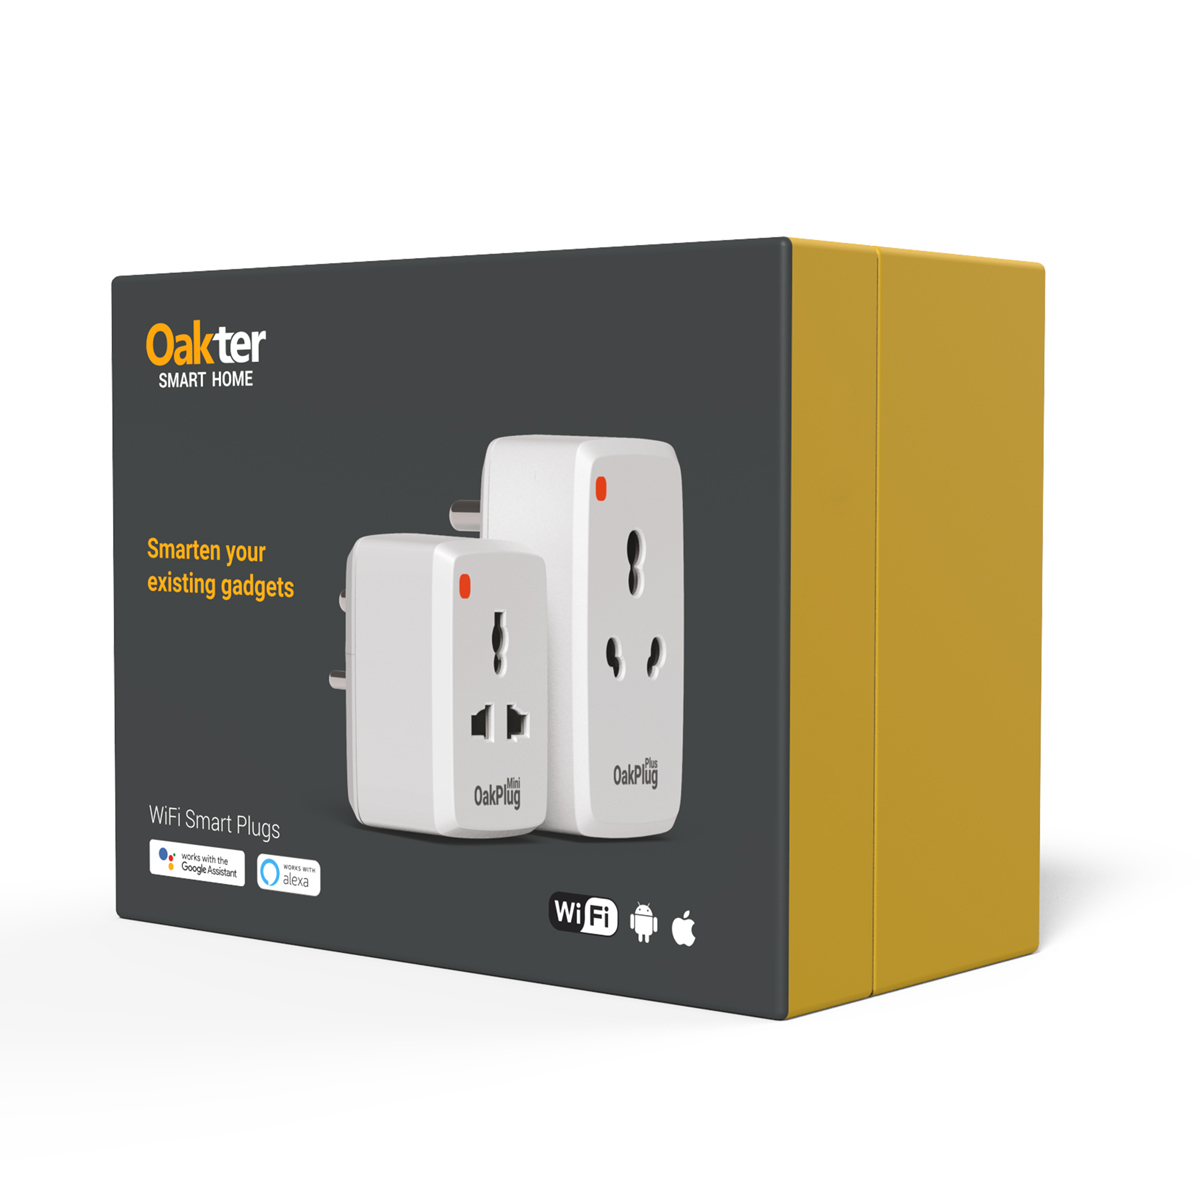 Oakter
SMART HOME
Smarten your
existing gadgets
Mini
OakPlug
Plus
OakPlug
WiFi Smart Plugs
works with the
Google Assistant
WORKS WITH
alexa
WiFi